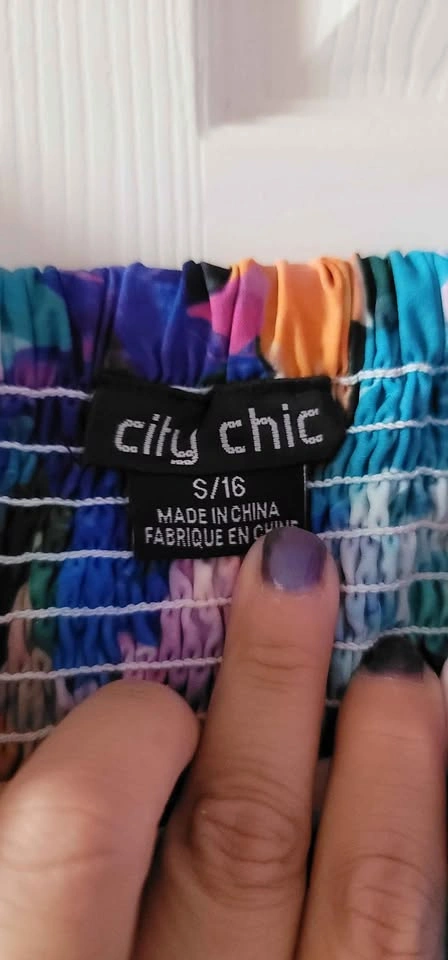 city chic
S/16
MADE IN CHINA
FABRIQUE EN CHINE